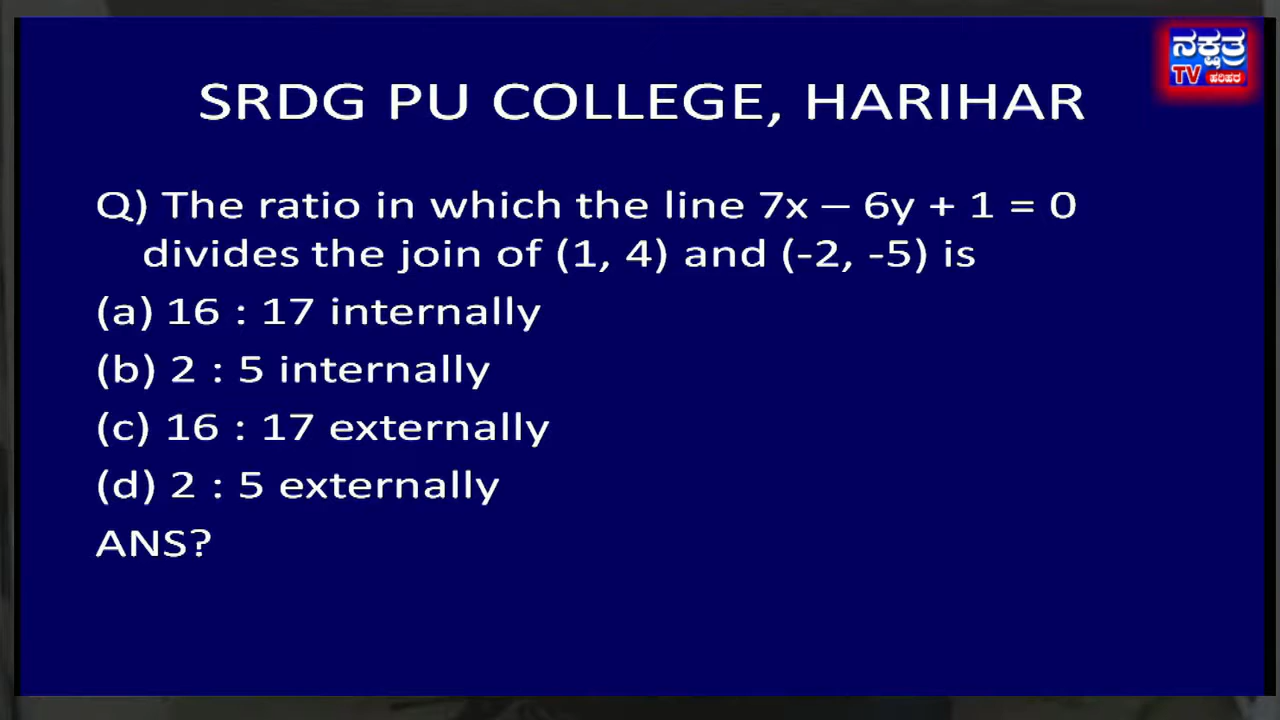 ನಕ್ಷತ್ರ
TV ಹರಿಹರ
SRDG PU COLLEGE, HARIHAR
Q) The ratio in which the line 7x – 6y + 1 = 0
divides the join of (1, 4) and (-2, -5) is
(a) 16 : 17 internally
(b) 2 : 5 internally
(c) 16 : 17 externally
(d) 2 : 5 externally
ANS?